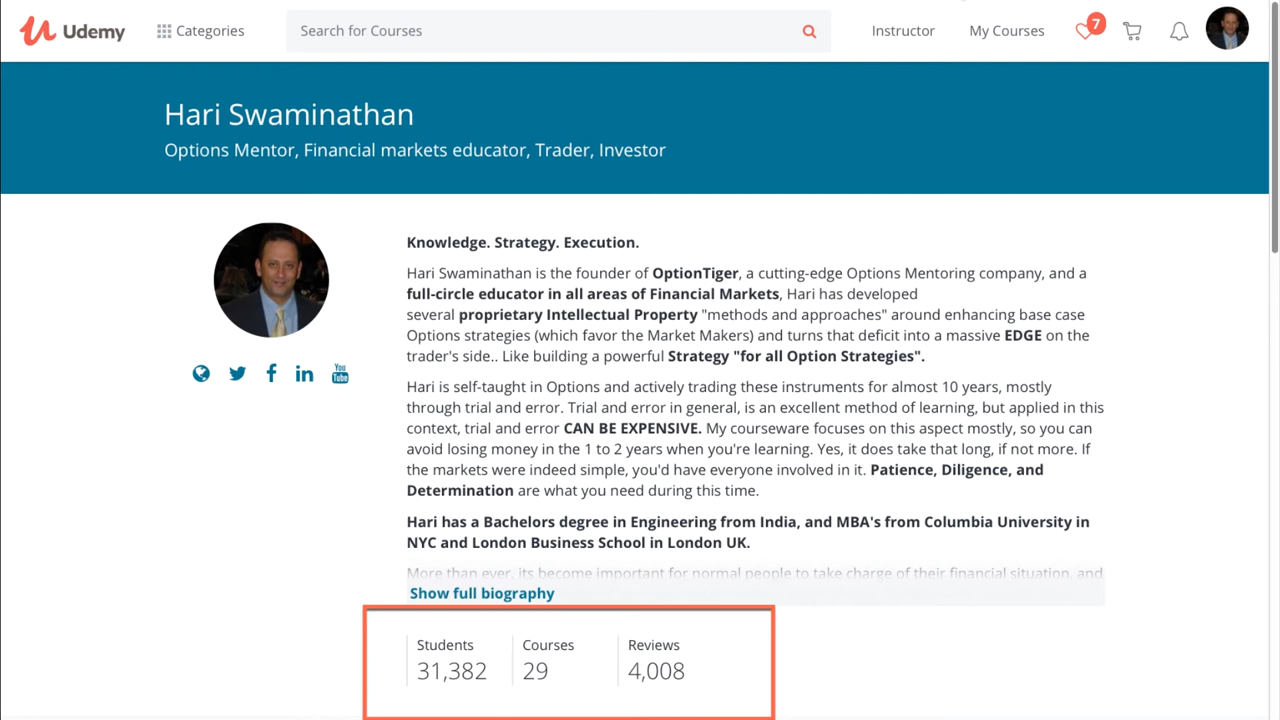 Udemy
Categories
Search for Courses
Instructor
My Courses
7
Hari Swaminathan
Options Mentor, Financial markets educator, Trader, Investor
Knowledge. Strategy. Execution.
Hari Swaminathan is the founder of OptionTiger, a cutting-edge Options Mentoring company, and a
full-circle educator in all areas of Financial Markets, Hari has developed
several proprietary Intellectual Property "methods and approaches" around enhancing base case
Options strategies (which favor the Market Makers) and turns that deficit into a massive EDGE on the
trader's side.. Like building a powerful Strategy "for all Option Strategies".
Hari is self-taught in Options and actively trading these instruments for almost 10 years, mostly
through trial and error. Trial and error in general, is an excellent method of learning, but applied in this
context, trial and error CAN BE EXPENSIVE. My courseware focuses on this aspect mostly, so you can
avoid losing money in the 1 to 2 years when you're learning. Yes, it does take that long, if not more. If
the markets were indeed simple, you'd have everyone involved in it. Patience, Diligence, and
Determination are what you need during this time.
Hari has a Bachelors degree in Engineering from India, and MBA's from Columbia University in
NYC and London Business School in London UK.
More than ever, its become important for normal people to take charge of their financial situation, and
Show full biography
You Tube
Students
31,382
Courses
29
Reviews
4,008